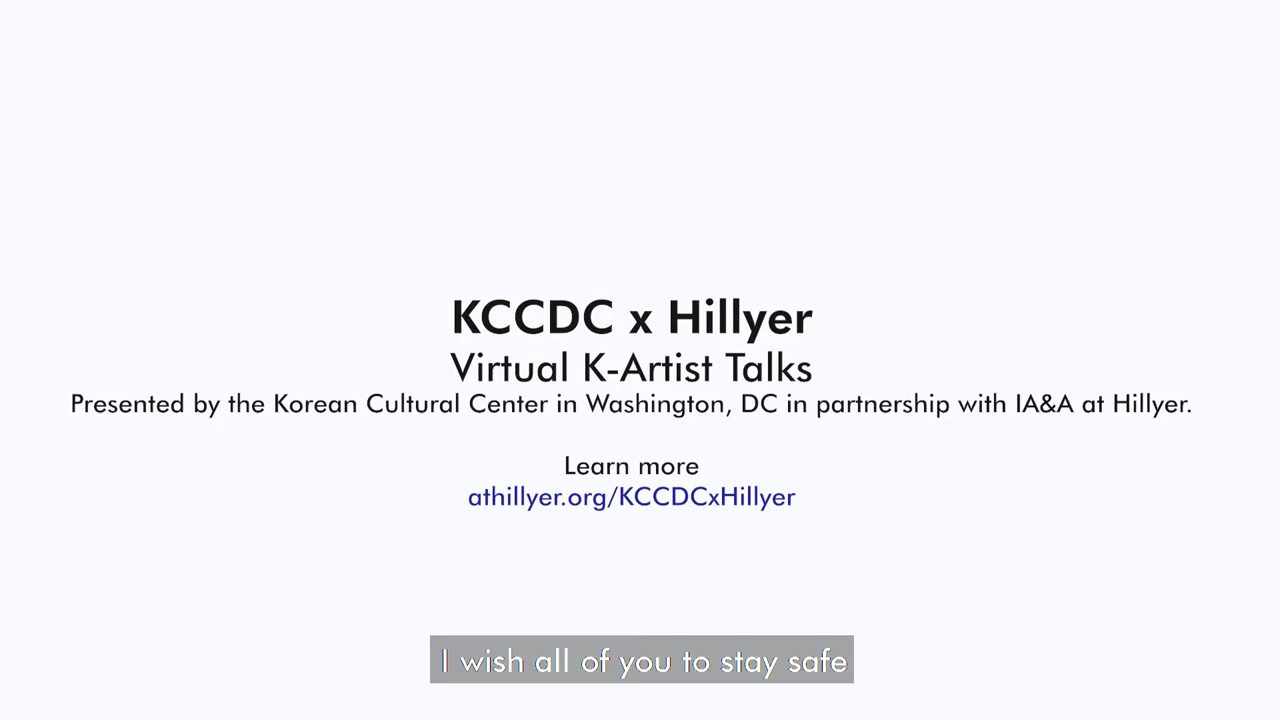 KCCDC x Hillyer
Virtual K-Artist Talks
Presented by the Korean Cultural Center in Washington, DC in partnership with IA&A at Hillyer.
Learn more
athillyer.org/KCCDCxHillyer
I wish all of you to stay safe